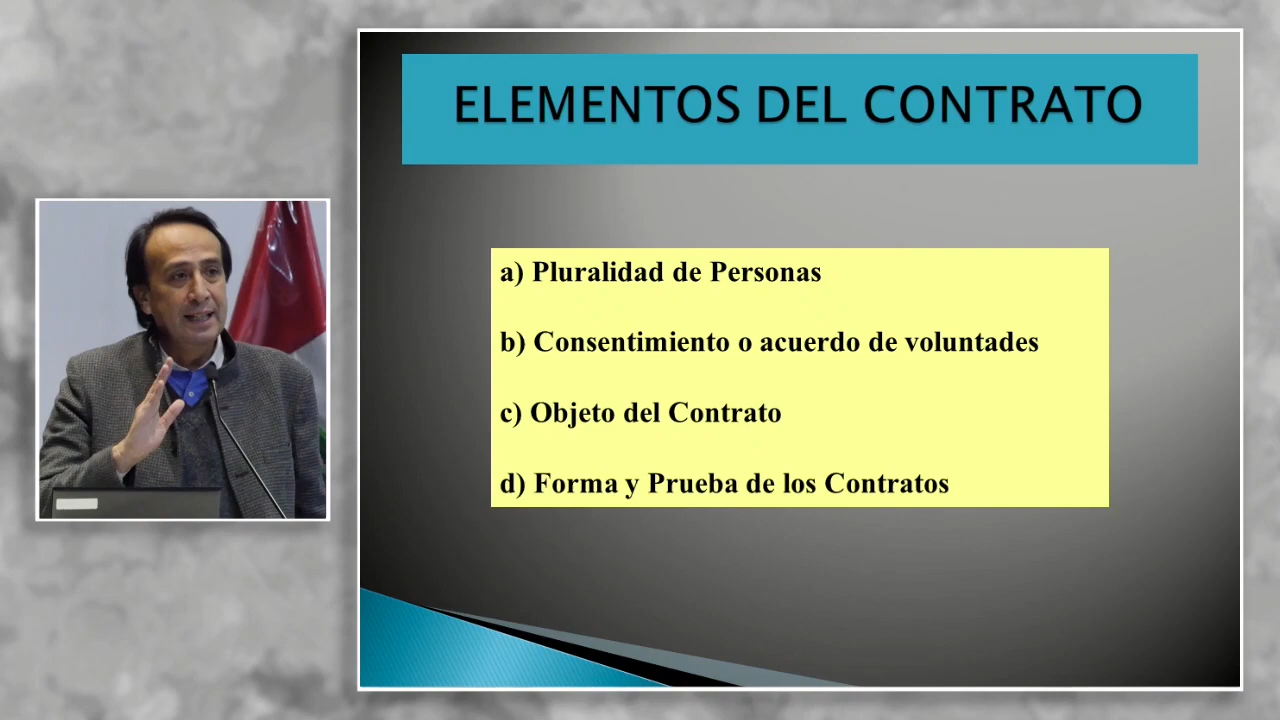 ELEMENTOS DEL CONTRATO
a) Pluralidad de Personas
b) Consentimiento o acuerdo de voluntades
c) Objeto del Contrato
d) Forma y Prueba de los Contratos